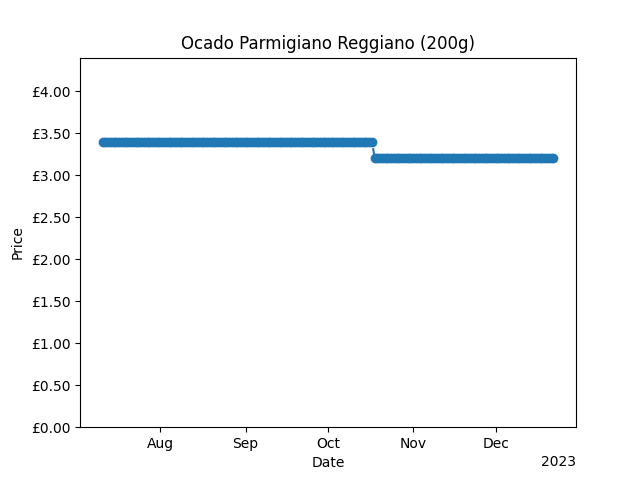 Ocado Parmigiano Reggiano (200g)
£4.00
£3.50
£3.00
£2.50
£2.00
£1.50
£1.00
£0.50
£0.00
Price
Aug Sep Oct Nov Dec
Date
2023